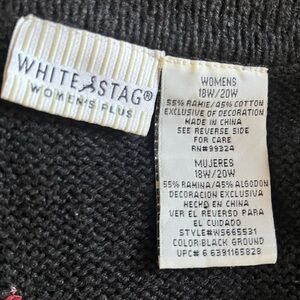 WHITE STAG®
WOMEN'S PLUS
WOMENS
18W/20W
55% RAMIE/45% COTTON
EXCLUSIVE OF DECORATION
MADE IN CHINA
SEE REVERSE SIDE
FOR CARE
RN#99324
MUJERES
18W/20W
55% RAMINA/45% ALGODON
DECORACION EXCLUSIVA
HECHO EN CHINA
VER EL REVERSO PARA
EL CUIDADO
STYLE#WS665531
COLOR:BLACK GROUND
UPC# 6 6391165828